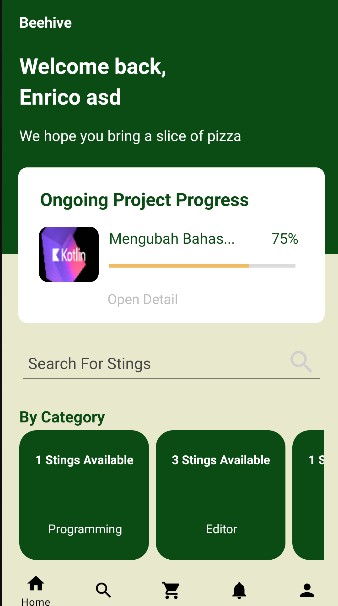 Beehive
Welcome back,
Enrico asd
We hope you bring a slice of pizza
Ongoing Project Progress
Kotlin
Mengubah Bahas... 75%
Open Detail
Search For Stings
By Category
1 Stings Available 3 Stings Available 1 S
Programming Editor
Home